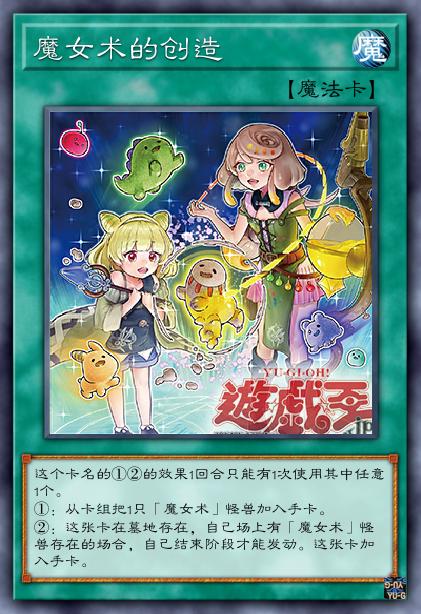 魔女术的创造
魔
【魔法卡】
YU-GI-OH!
遊戯王
.jp
这个卡名的①②的效果1回合只能有1次使用其中任意
1个。
①：从卡组把1只「魔女术」怪兽加入手卡。
②：这张卡在墓地存在，自己场上有「魔女术」怪
兽存在的场合，自己结束阶段才能发动。这张卡加
入手卡。